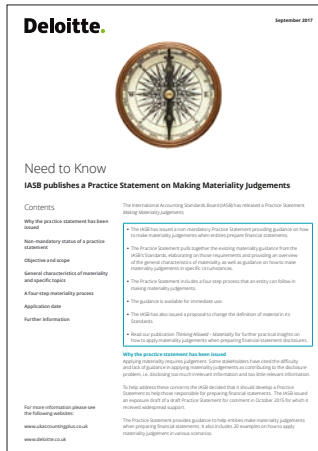 September 2017
Deloitte.
Need to Know
IASB publishes a Practice Statement on Making Materiality Judgements
Contents
Why the practice statement has been
issued
Non-mandatory status of a practice
statement
Objective and scope
General characteristics of materiality
and specific topics
A four-step materiality process
Application date
Further information
For more information please see
the following websites:
www.ukaccountingplus.co.uk
www.deloitte.co.uk
The International Accounting Standards Board (IASB) has released a Practice Statement
Making Materiality Judgements.
• The IASB has issued a non-mandatory Practice Statement providing guidance on how
to make materiality judgements when entities prepare financial statements.
• The Practice Statement pulls together the existing materiality guidance from the
IASB's Standards, elaborating on those requirements and providing an overview
of the general characteristics of materiality, as well as guidance on how to make
materiality judgements in specific circumstances.
• The Practice Statement includes a four-step process that an entity can follow in
making materiality judgements.
• The guidance is available for immediate use.
• The IASB has also issued a proposal to change the definition of material in its
Standards.
• Read our publication Thinking Allowed – Materiality for further practical insights on
how to apply materiality judgements when preparing financial statement disclosures.
Why the practice statement has been issued
Applying materiality requires judgement. Some stakeholders have cited the difficulty
and lack of guidance in applying materiality judgements as contributing to the disclosure
problem, i.e. disclosing too much irrelevant information and too little relevant information.
To help address these concerns the IASB decided that it should develop a Practice
Statement to help those responsible for preparing financial statements. The IASB issued
an exposure draft of a draft Practice Statement for comment in October 2015 for which it
received widespread support.
The Practice Statement provides guidance to help entities make materiality judgements
when preparing financial statements. It also includes 20 examples on how to apply
materiality judgement in various scenarios.